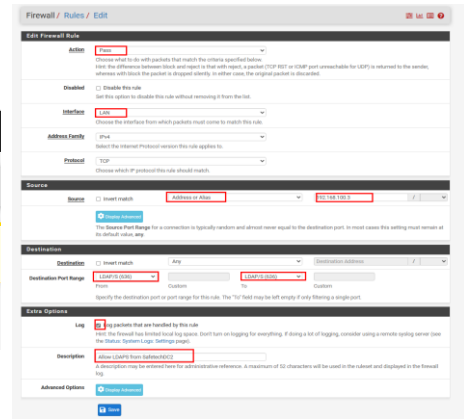 Firewall / Rules / Edit
Edit Firewall Rule
Action
Pass
Choose what to do with packets that match the criteria specified below.
Hint: the difference between block and reject is that with reject, a packet (TCP RST or ICMP port unreachable for UDP) is returned to the sender,
whereas with block the packet is dropped silently. In either case, the original packet is discarded.
Disabled
Disable this rule
Set this option to disable this rule without removing it from the list.
Interface
LAN
Choose the interface from which packets must come to match this rule.
Address Family
IPv4
Select the Internet Protocol version this rule applies to.
Protocol
TCP
Choose which IP protocol this rule should match.
Source
Source
Invert match
Address or Alias
/
Display Advanced
The Source Port Range for a connection is typically random and almost never equal to the destination port. In most cases this setting must remain at
its default value, any.
Destination
Destination
Invert match
Any
Destination Address
/
Destination Port Range
LDAP/S (636)
LDAP/S (636)
From
Custom
To
Custom
Specify the destination port or port range for this rule. The "To" field may be left empty if only filtering a single port.
Extra Options
Log
Log packets that are handled by this rule
Hint: the firewall has limited local log space. Don't turn on logging for everything. If doing a lot of logging, consider using a remote syslog server (see
the Status: System Logs: Settings page).
Description
Allow LDAPS from SafetechDC2
A description may be entered here for administrative reference. A maximum of 52 characters will be used in the ruleset and displayed in the firewall
log.
Advanced Options
Display Advanced
Save